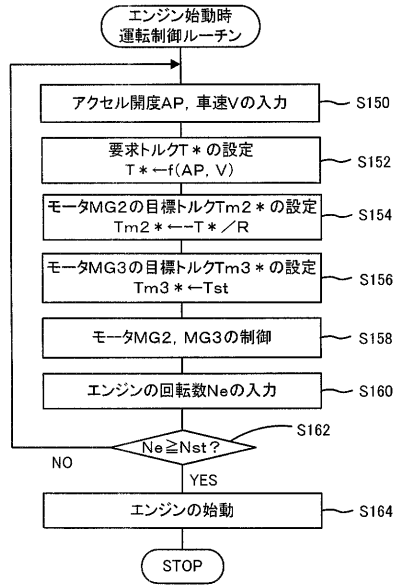 エンジン始動時
運転制御ルーチン
アクセル開度AP，車速Vの入力
S150
要求トルクT＊の設定
T＊←f(AP，V)
S152
モータMG2の目標トルクTm2＊の設定
Tm2＊←−T＊／R
S154
モータMG3の目標トルクTm3＊の設定
Tm3＊←Tst
S156
モータMG2，MG3の制御
S158
エンジンの回転数Neの入力
S160
S162
Ne≧Nst？
NO
YES
エンジンの始動
S164
STOP